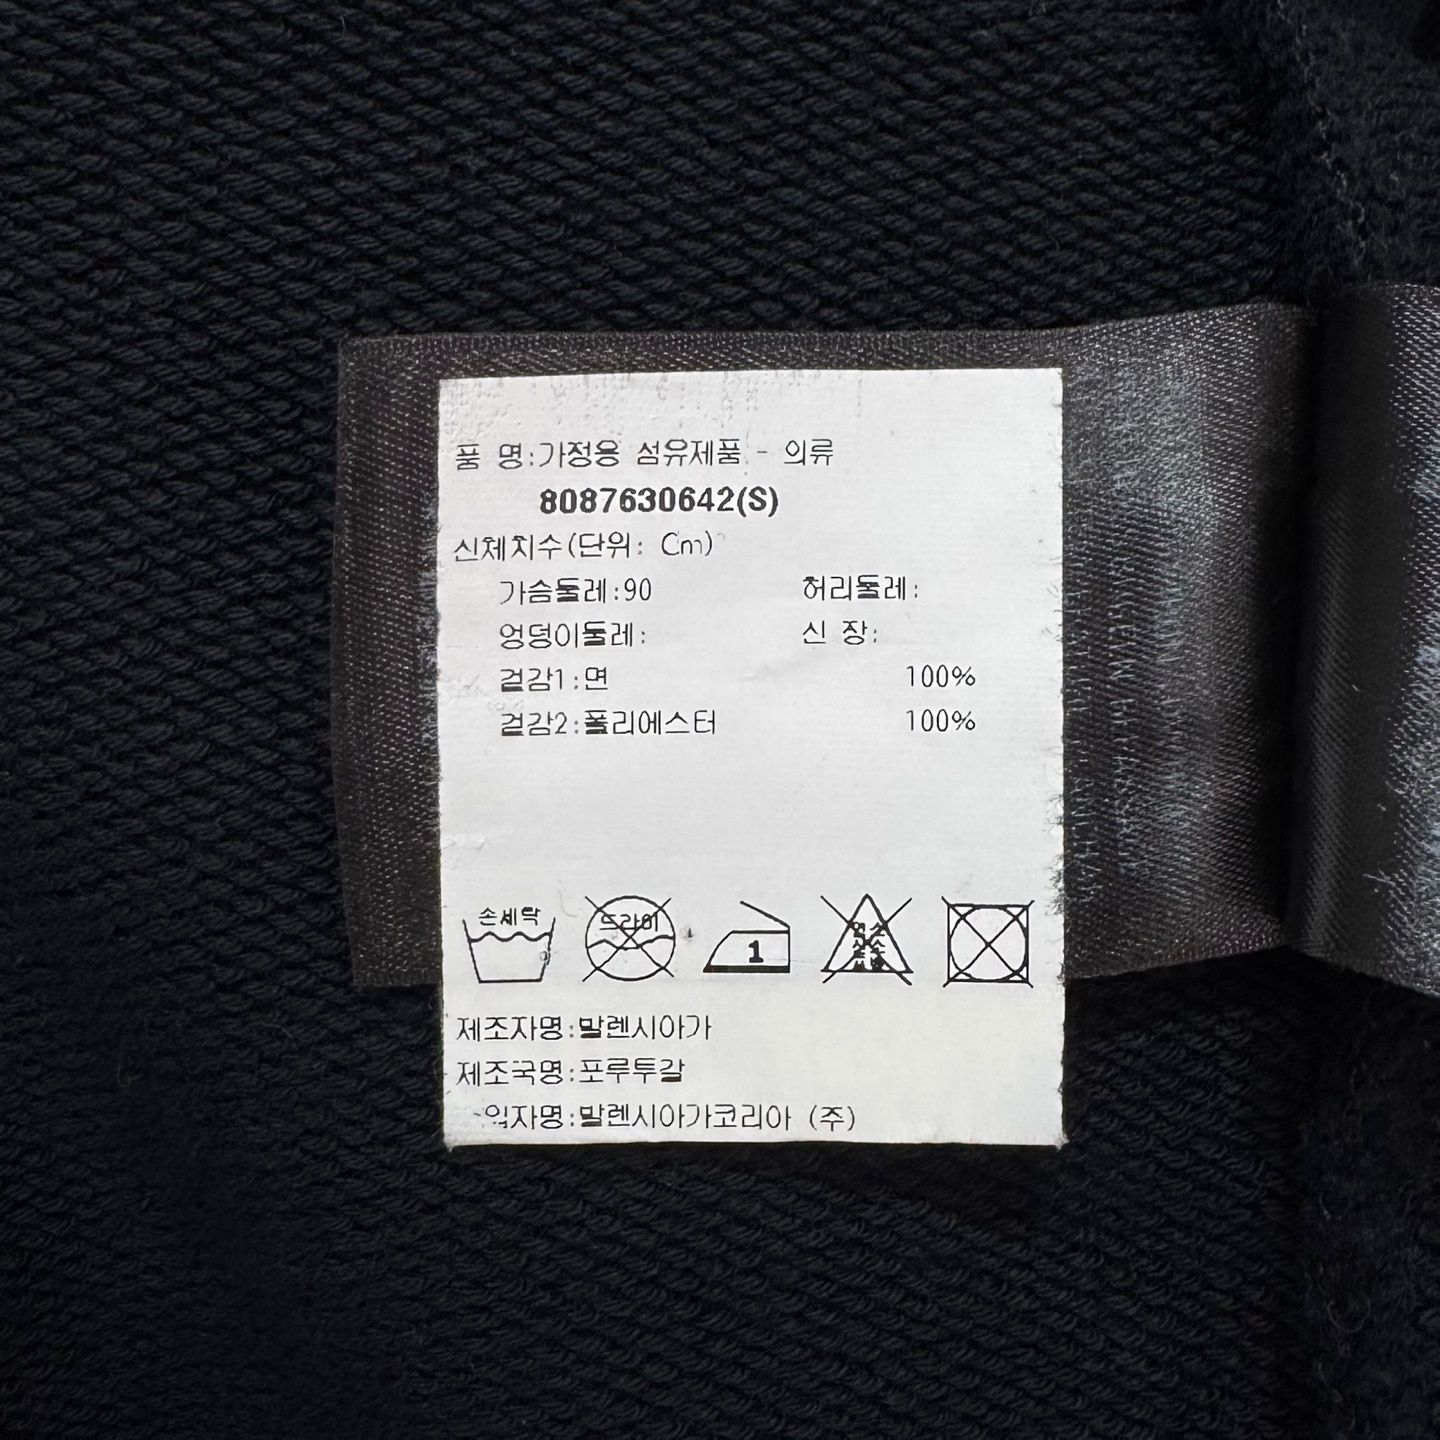 품 명:가정용 섬유제품 - 의류
8087630642(S)
신체치수(단위: Cm)
가슴둘레:90 허리둘레:
엉덩이둘레: 신 장:
겉감1:면 100%
겉감2:폴리에스터 100%
손세탁 드라이 1
제조자명:발렌시아가
제조국명:포루투갈
입자명:발렌시아가코리아 (주)